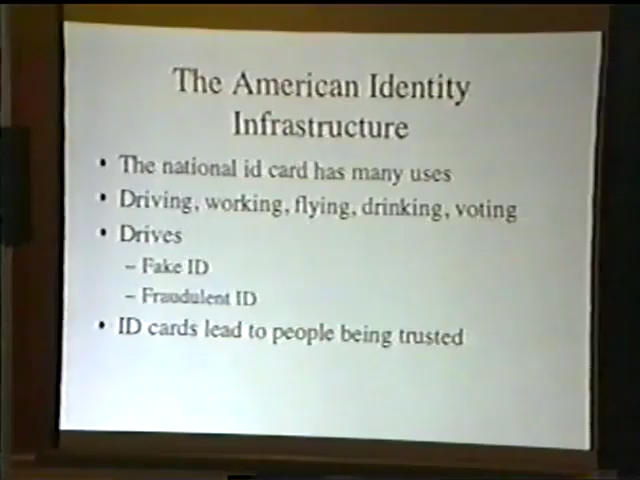 The American Identity
Infrastructure
• The national id card has many uses
• Driving, working, flying, drinking, voting
• Drives
– Fake ID
– Fraudulent ID
• ID cards lead to people being trusted